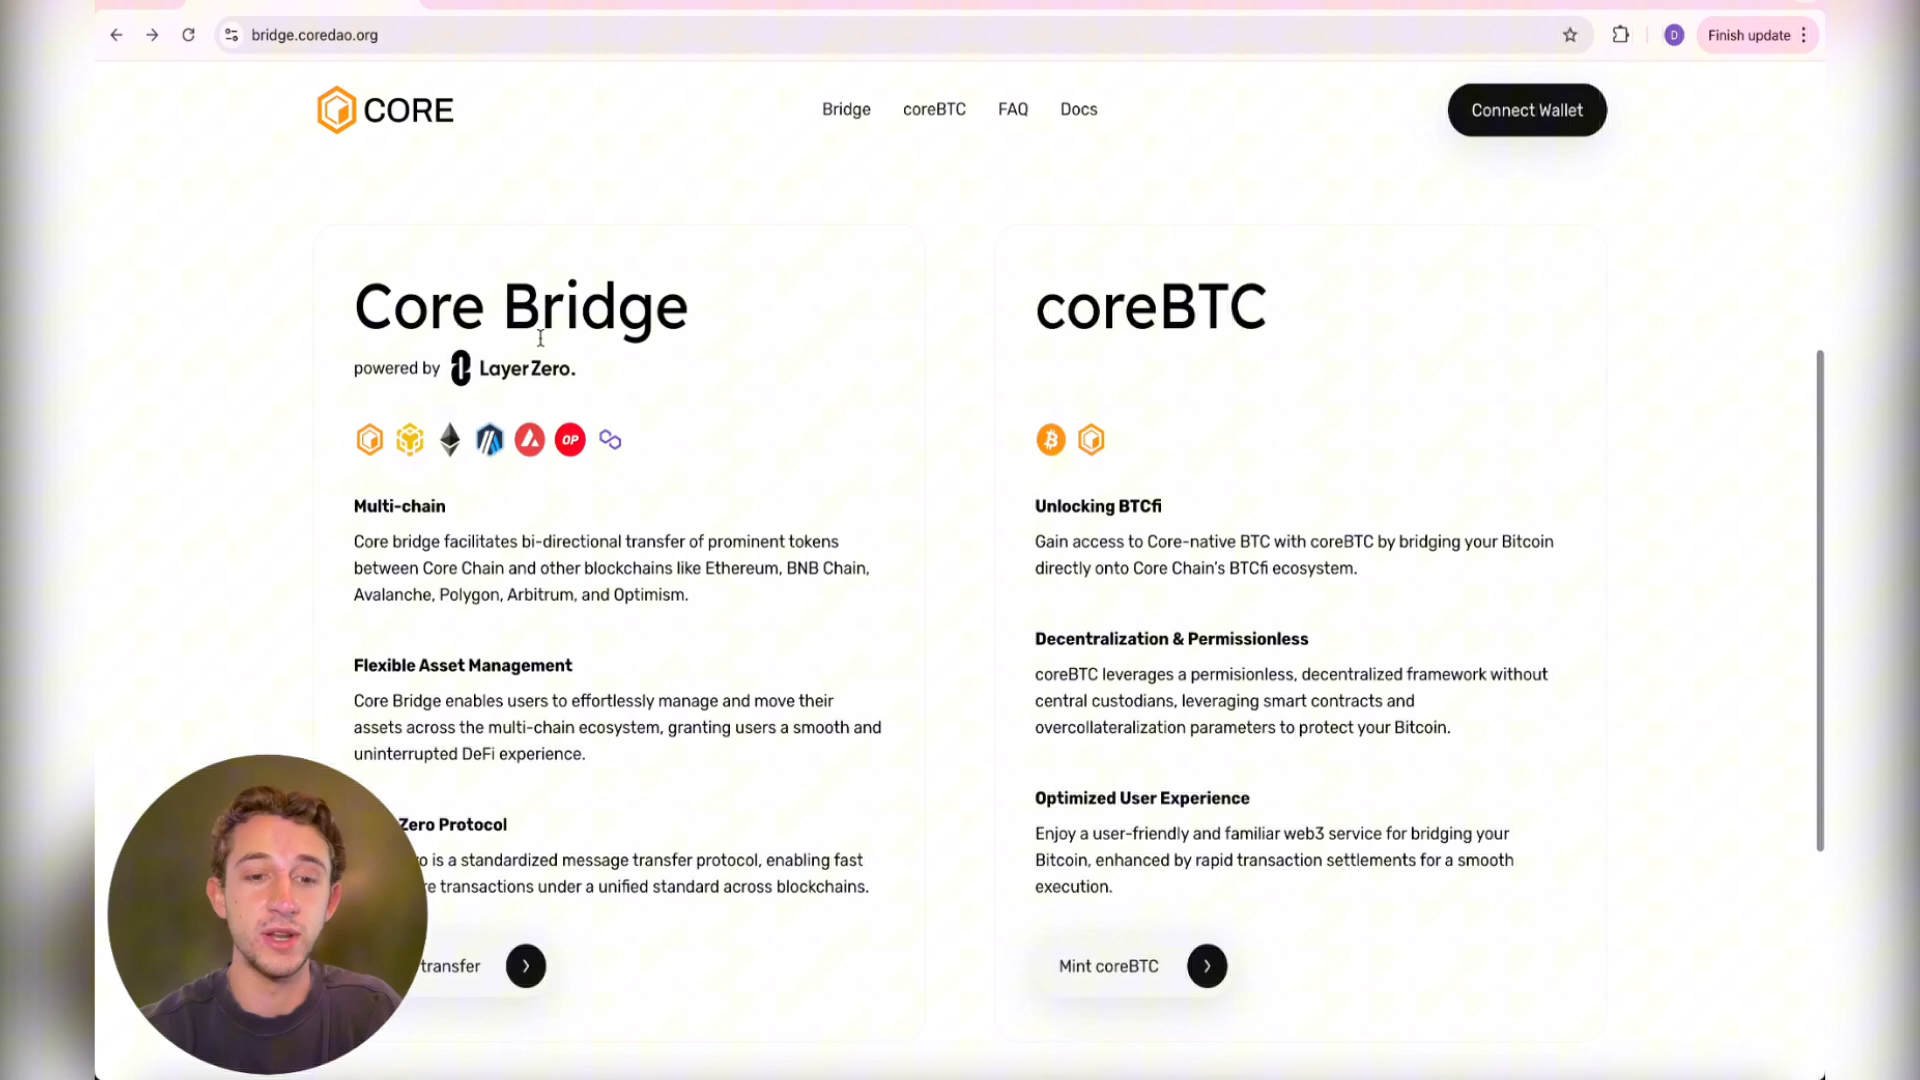 bridge.coredao.org
D
Finish update
CORE
Bridge
coreBTC
FAQ
Docs
Connect Wallet
Core Bridge
powered by LayerZero.
OP
Multi-chain
Core bridge facilitates bi-directional transfer of prominent tokens
between Core Chain and other blockchains like Ethereum, BNB Chain,
Avalanche, Polygon, Arbitrum, and Optimism.
Flexible Asset Management
Core Bridge enables users to effortlessly manage and move their
assets across the multi-chain ecosystem, granting users a smooth and
uninterrupted DeFi experience.
Zero Protocol
o is a standardized message transfer protocol, enabling fast
re transactions under a unified standard across blockchains.
transfer
coreBTC
Unlocking BTCfi
Gain access to Core-native BTC with coreBTC by bridging your Bitcoin
directly onto Core Chain's BTCfi ecosystem.
Decentralization & Permissionless
coreBTC leverages a permisionless, decentralized framework without
central custodians, leveraging smart contracts and
overcollateralization parameters to protect your Bitcoin.
Optimized User Experience
Enjoy a user-friendly and familiar web3 service for bridging your
Bitcoin, enhanced by rapid transaction settlements for a smooth
execution.
Mint coreBTC